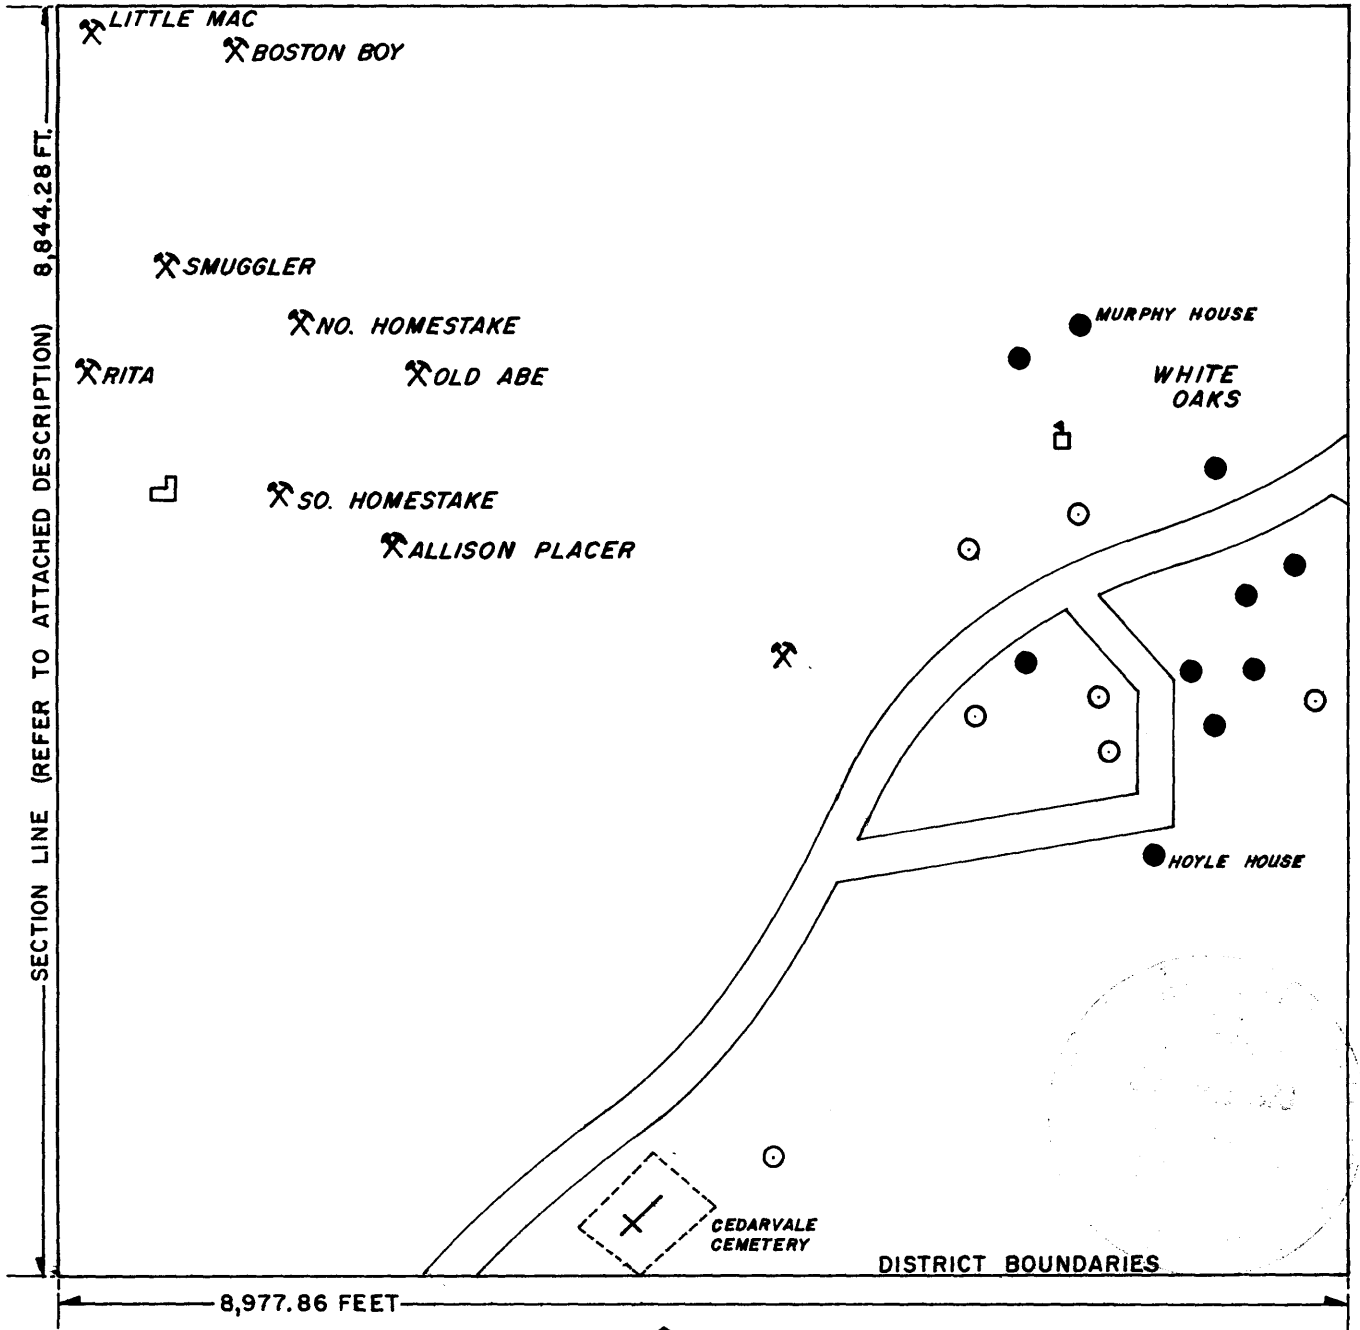 LITTLE MAC
BOSTON BOY
SECTION LINE (REFER TO ATTACHED DESCRIPTION) 8,844.28 FT.
SMUGGLER
NO. HOMESTAKE
MURPHY HOUSE
RITA
OLD ABE
WHITE
OAKS
SO. HOMESTAKE
ALLISON PLACER
HOYLE HOUSE
CEDARVALE
CEMETERY
DISTRICT BOUNDARIES
8,977.86 FEET